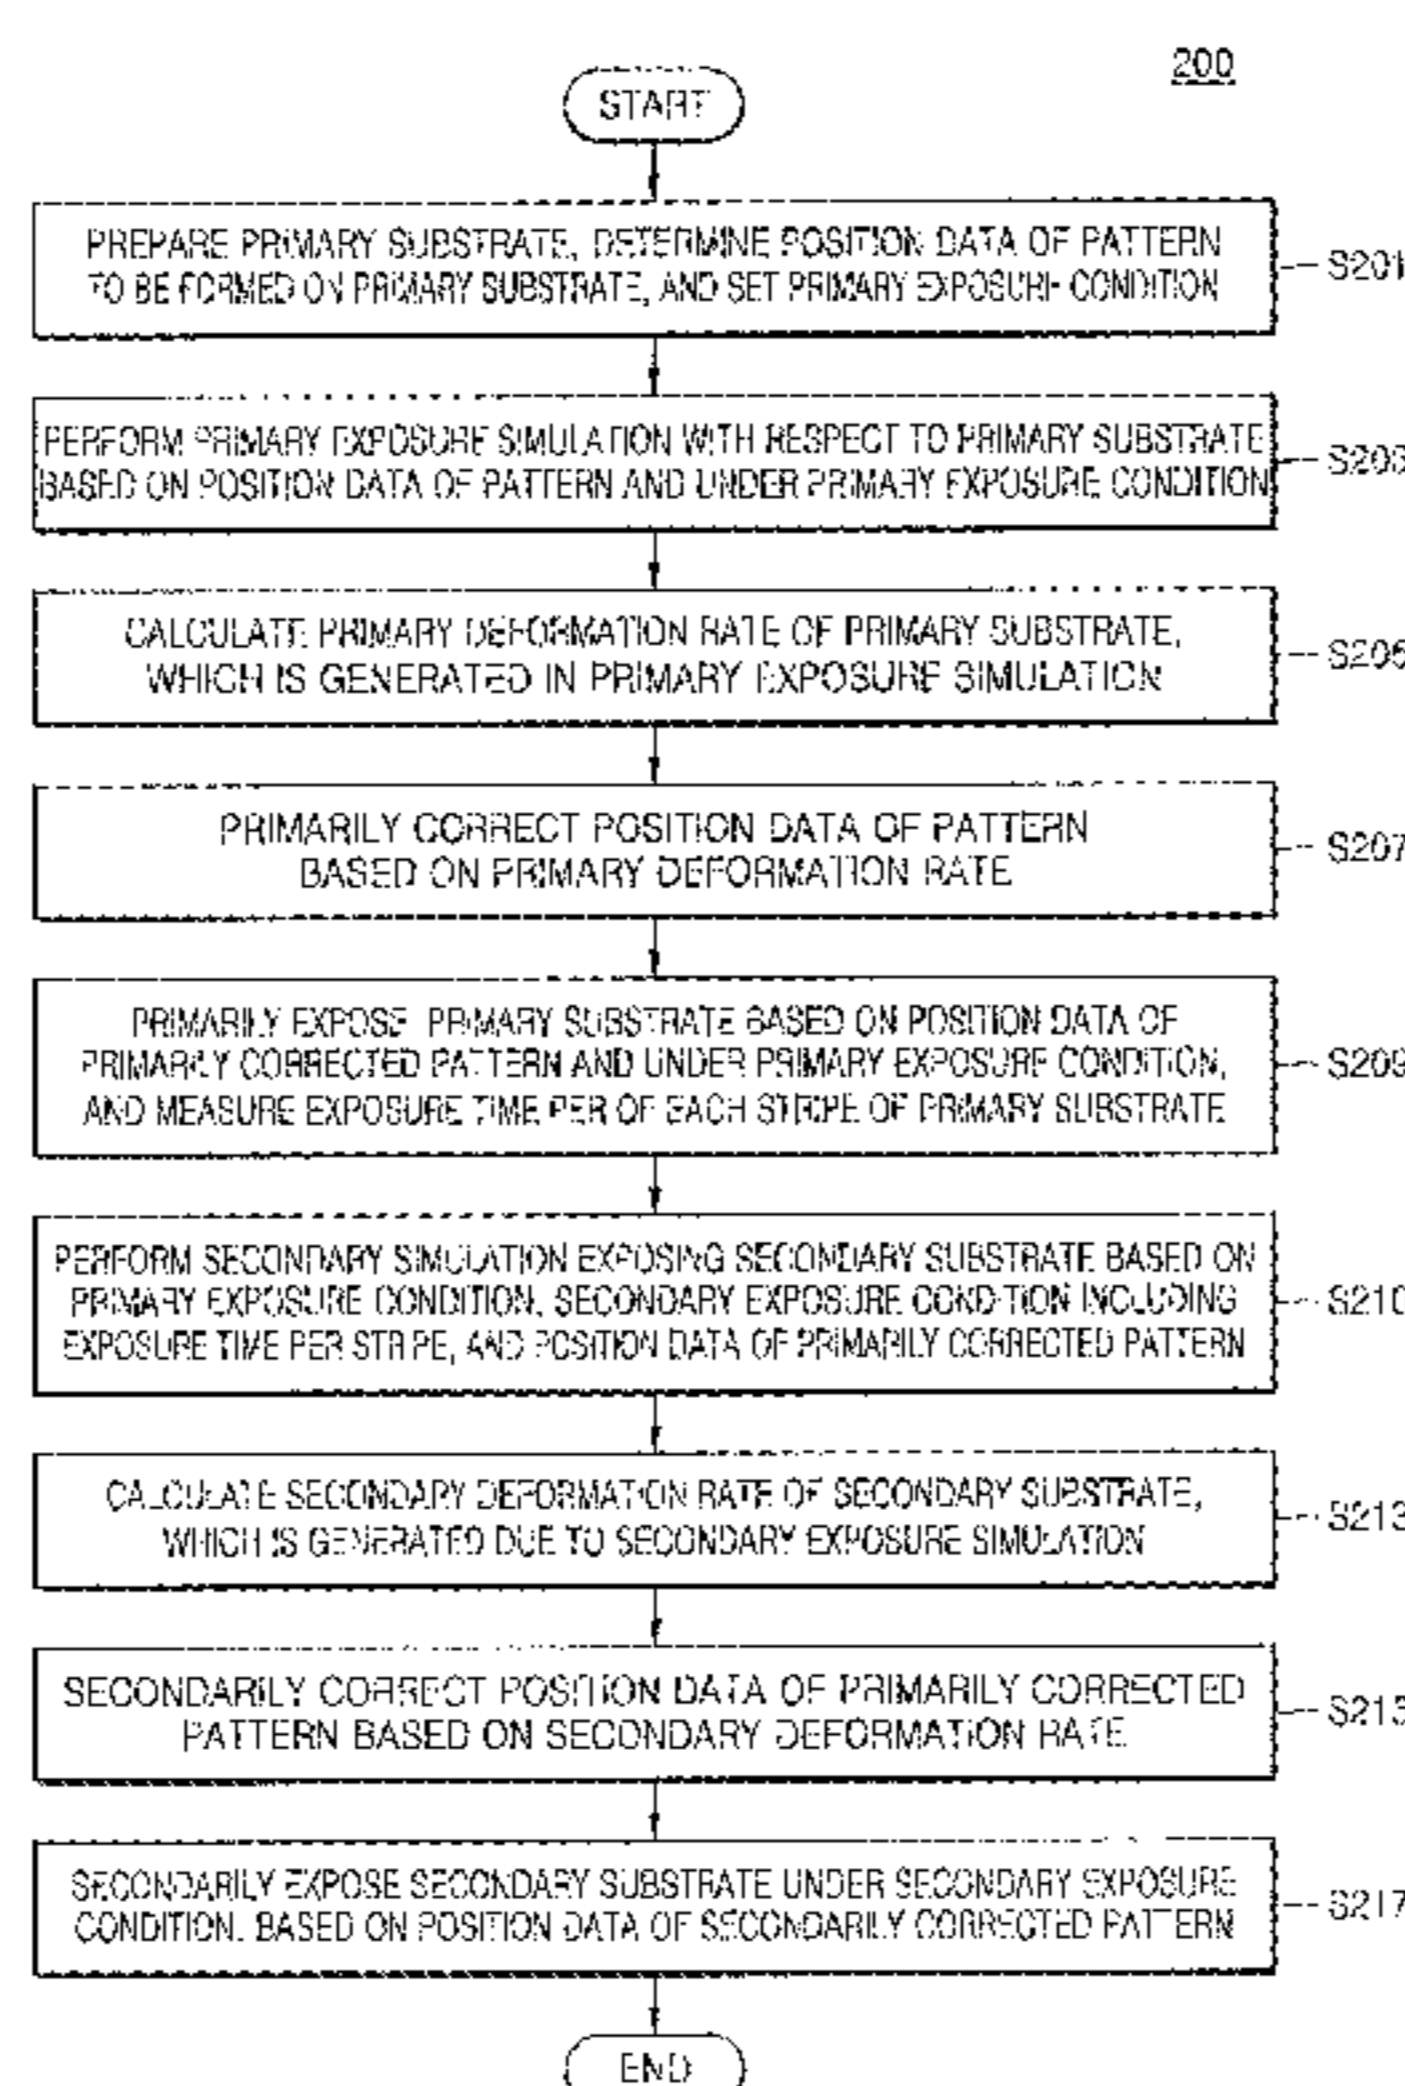 200
START
PREPARE PRIMARY SUBSTRATE, DETERMINE POSITION DATA OF PATTERN
TO BE FORMED ON PRIMARY SUBSTRATE, AND SET PRIMARY EXPOSURE CONDITION
S201
PERFORM PRIMARY EXPOSURE SIMULATION WITH RESPECT TO PRIMARY SUBSTRATE
BASED ON POSITION DATA OF PATTERN AND UNDER PRIMARY EXPOSURE CONDITION
S203
CALCULATE PRIMARY DEFORMATION RATE OF PRIMARY SUBSTRATE,
WHICH IS GENERATED IN PRIMARY EXPOSURE SIMULATION
S205
PRIMARILY CORRECT POSITION DATA OF PATTERN
BASED ON PRIMARY DEFORMATION RATE
S207
PRIMARILY EXPOSE PRIMARY SUBSTRATE BASED ON POSITION DATA OF
PRIMARILY CORRECTED PATTERN AND UNDER PRIMARY EXPOSURE CONDITION,
AND MEASURE EXPOSURE TIME PER OF EACH STRIPE OF PRIMARY SUBSTRATE
S209
PERFORM SECONDARY SIMULATION EXPOSING SECONDARY SUBSTRATE BASED ON
PRIMARY EXPOSURE CONDITION, SECONDARY EXPOSURE CONDITION INCLUDING
EXPOSURE TIME PER STRIPE, AND POSITION DATA OF PRIMARILY CORRECTED PATTERN
S210
CALCULATE SECONDARY DEFORMATION RATE OF SECONDARY SUBSTRATE,
WHICH IS GENERATED DUE TO SECONDARY EXPOSURE SIMULATION
S213
SECONDARILY CORRECT POSITION DATA OF PRIMARILY CORRECTED
PATTERN BASED ON SECONDARY DEFORMATION RATE
S215
SECONDARILY EXPOSE SECONDARY SUBSTRATE UNDER SECONDARY EXPOSURE
CONDITION, BASED ON POSITION DATA OF SECONDARILY CORRECTED PATTERN
S217
END